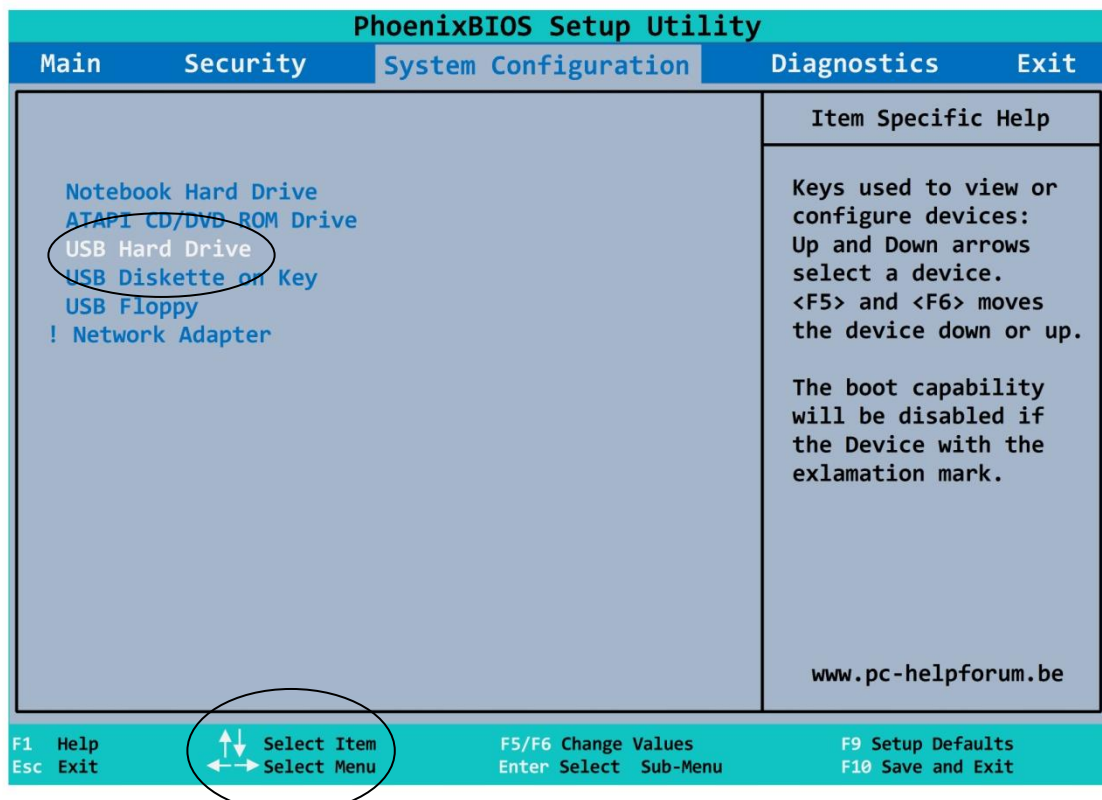 PhoenixBIOS Setup Utility
Main Security System Configuration Diagnostics Exit
Notebook Hard Drive
ATAPI CD/DVD ROM Drive
USB Hard Drive
USB Diskette on Key
USB Floppy
! Network Adapter
Item Specific Help
Keys used to view or
configure devices:
Up and Down arrows
select a device.
<F5> and <F6> moves
the device down or up.
The boot capability
will be disabled if
the Device with the
exlamation mark.
www.pc-helpforum.be
F1 Help ↑↓ Select Item F5/F6 Change Values F9 Setup Defaults
Esc Exit ←→ Select Menu Enter Select Sub-Menu F10 Save and Exit